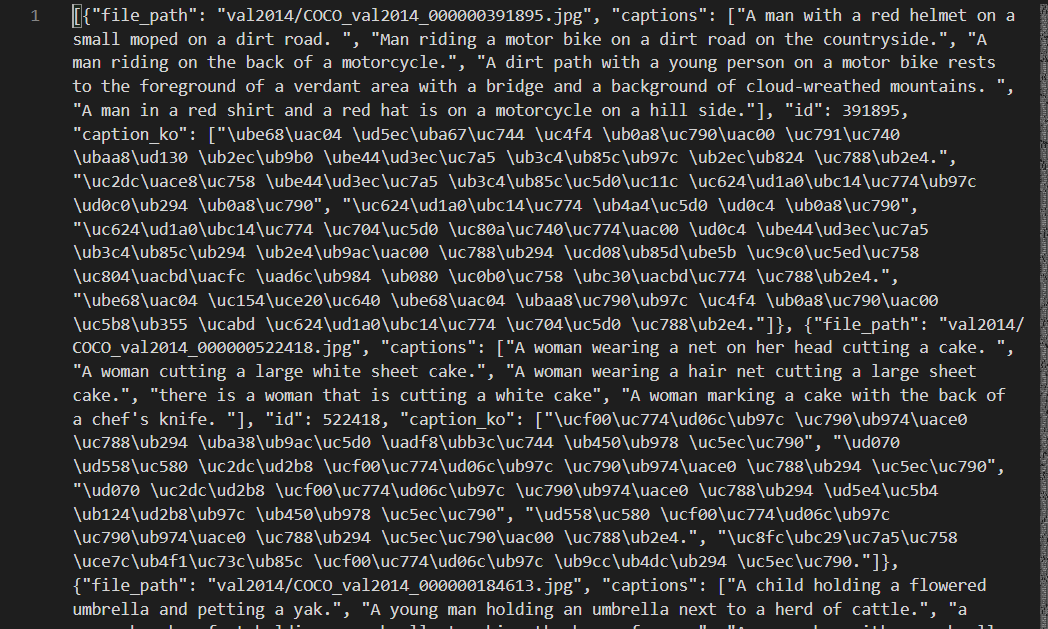 1 [{"file_path": "val2014/COCO_val2014_000000391895.jpg", "captions": ["A man with a red helmet on a
small moped on a dirt road. ", "Man riding a motor bike on a dirt road on the countryside.", "A
man riding on the back of a motorcycle.", "A dirt path with a young person on a motor bike rests
to the foreground of a verdant area with a bridge and a background of cloud-wreathed mountains. ",
"A man in a red shirt and a red hat is on a motorcycle on a hill side."], "id": 391895,
"caption_ko": ["\ube68\uac04 \ud5ec\uba67\uc744 \uc4f4 \ub0a8\uc790\uac00 \uc791\uc740
\ubaa8\ud130 \ub2ec\ub9b0 \ube44\ud3ec\uc7a5 \ub3c4\ub85c\ub97c \ub2ec\ub824 \uc788\ub2e4.",
"\uc2dc\uace8\uc758 \ube44\ud3ec\uc7a5 \ub3c4\ub85c\uc5d0\uc11c \uc624\ud1a0\ubc14\uc774\ub97c
\ud0c0\ub294 \ub0a8\uc790", "\uc624\ud1a0\ubc14\uc774 \ub4a4\uc5d0 \ud0c4 \ub0a8\uc790",
"\uc624\ud1a0\ubc14\uc774 \uc704\uc5d0 \uc80a\uc740\uc774\uac00 \ud0c4 \ube44\ud3ec\uc7a5
\ub3c4\ub85c\ub294 \ub2e4\ub9ac\uac00 \uc788\ub294 \ucd08\ub85d\ube5b \uc9c0\uc5ed\uc758
\uc804\uacbd\uacfc \uad6c\ub984 \ub080 \uc0b0\uc758 \ubc30\uacbd\uc774 \uc788\ub2e4.",
"\ube68\uac04 \uc154\uce20\uc640 \ube68\uac04 \ubaa8\uc790\ub97c \uc4f4 \ub0a8\uc790\uac00
\uc5b8\ub355 \ucabd \uc624\ud1a0\ubc14\uc774 \uc704\uc5d0 \uc788\ub2e4."]}, {"file_path": "val2014/
COCO_val2014_000000522418.jpg", "captions": ["A woman wearing a net on her head cutting a cake. ",
"A woman cutting a large white sheet cake.", "A woman wearing a hair net cutting a large sheet
cake.", "there is a woman that is cutting a white cake", "A woman marking a cake with the back of
a chef's knife. "], "id": 522418, "caption_ko": ["\ucf00\uc774\ud06c\ub97c \uc790\ub974\uace0
\uc788\ub294 \uba38\ub9ac\uc5d0 \uadf8\ubb3c\uc744 \ub450\ub978 \uc5ec\uc790", "\ud070
\ud558\uc580 \uc2dc\ud2b8 \ucf00\uc774\ud06c\ub97c \uc790\ub974\uace0 \uc788\ub294 \uc5ec\uc790",
"\ud070 \uc2dc\ud2b8 \ucf00\uc774\ud06c\ub97c \uc790\ub974\uace0 \uc788\ub294 \ud5e4\uc5b4
\ub124\ud2b8\ub97c \ub450\ub978 \uc5ec\uc790", "\ud558\uc580 \ucf00\uc774\ud06c\ub97c
\uc790\ub974\uace0 \uc788\ub294 \uc5ec\uc790\uac00 \uc788\ub2e4.", "\uc8fc\ubc29\uc7a5\uc758
\uce7c\ub4f1\uc73c\ub85c \ucf00\uc774\ud06c\ub97c \ub9cc\ub4dc\ub294 \uc5ec\uc790."]},
{"file_path": "val2014/COCO_val2014_000000184613.jpg", "captions": ["A child holding a flowered
umbrella and petting a yak.", "A young man holding an umbrella next to a herd of cattle.", "a